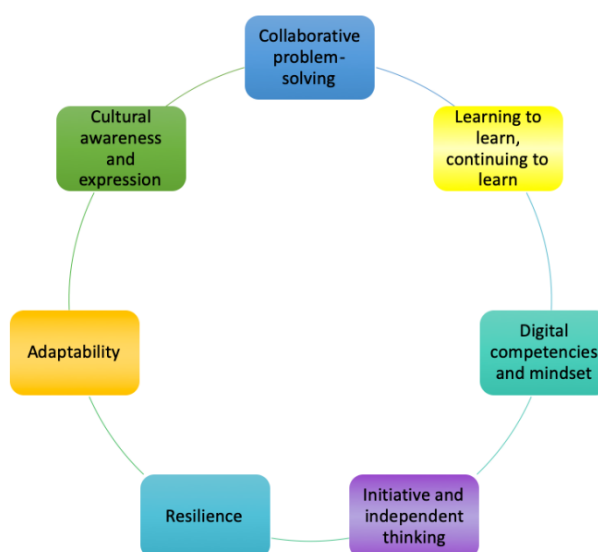 Collaborative
problem-
solving
Learning to
learn,
continuing to
learn
Digital
competencies
and mindset
Initiative and
independent
thinking
Resilience
Adaptability
Cultural
awareness
and
expression